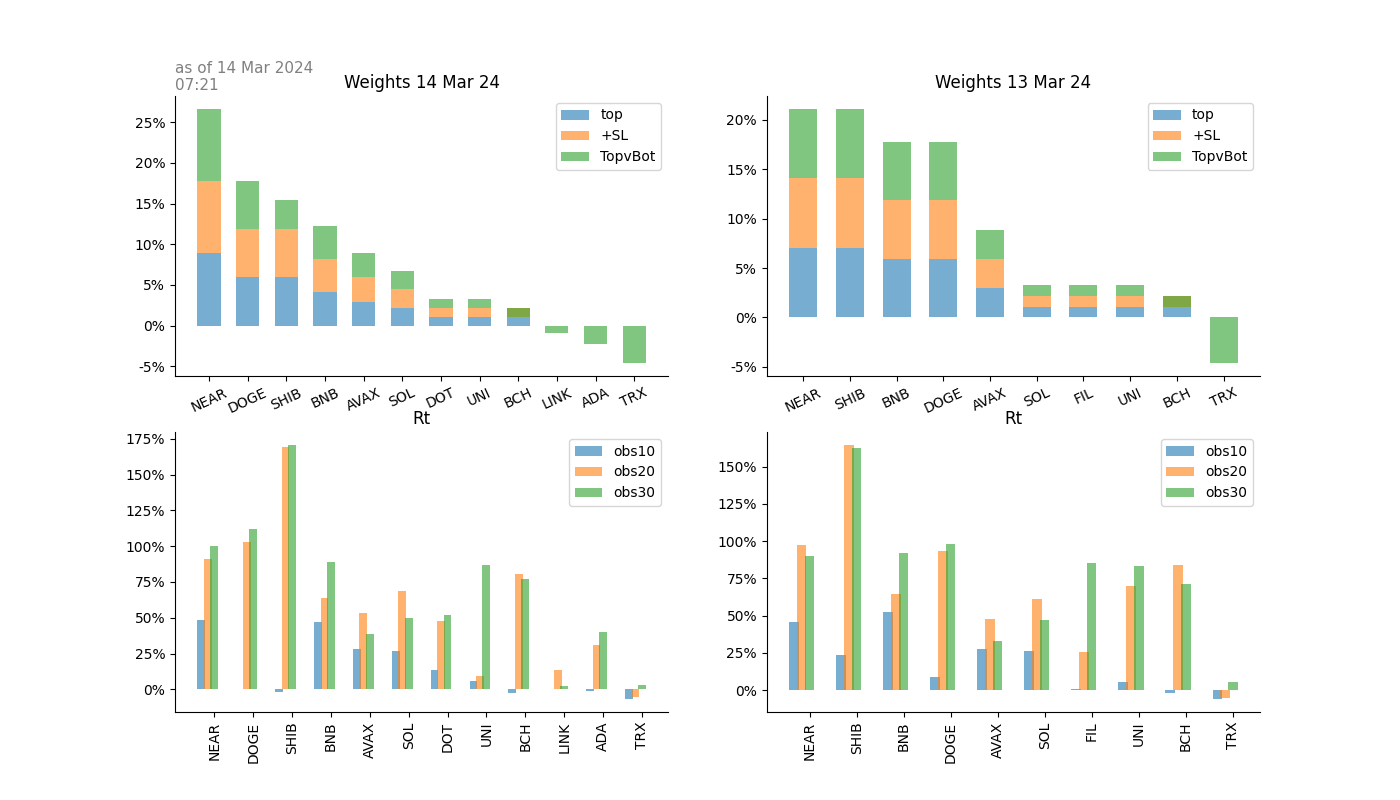 as of 14 Mar 2024
07:21
Weights 14 Mar 24
25%
20%
15%
10%
5%
0%
-5%
top
+SL
TopvBot
NEAR DOGE SHIB BNB AVAX SOL DOT UNI BCH LINK ADA TRX
Weights 13 Mar 24
20%
15%
10%
5%
0%
-5%
top
+SL
TopvBot
NEAR SHIB BNB DOGE AVAX SOL FIL UNI BCH TRX
Rt
175%
150%
125%
100%
75%
50%
25%
0%
obs10
obs20
obs30
NEAR DOGE SHIB BNB AVAX SOL DOT UNI BCH LINK ADA TRX
Rt
150%
125%
100%
75%
50%
25%
0%
obs10
obs20
obs30
NEAR SHIB BNB DOGE AVAX SOL FIL UNI BCH TRX